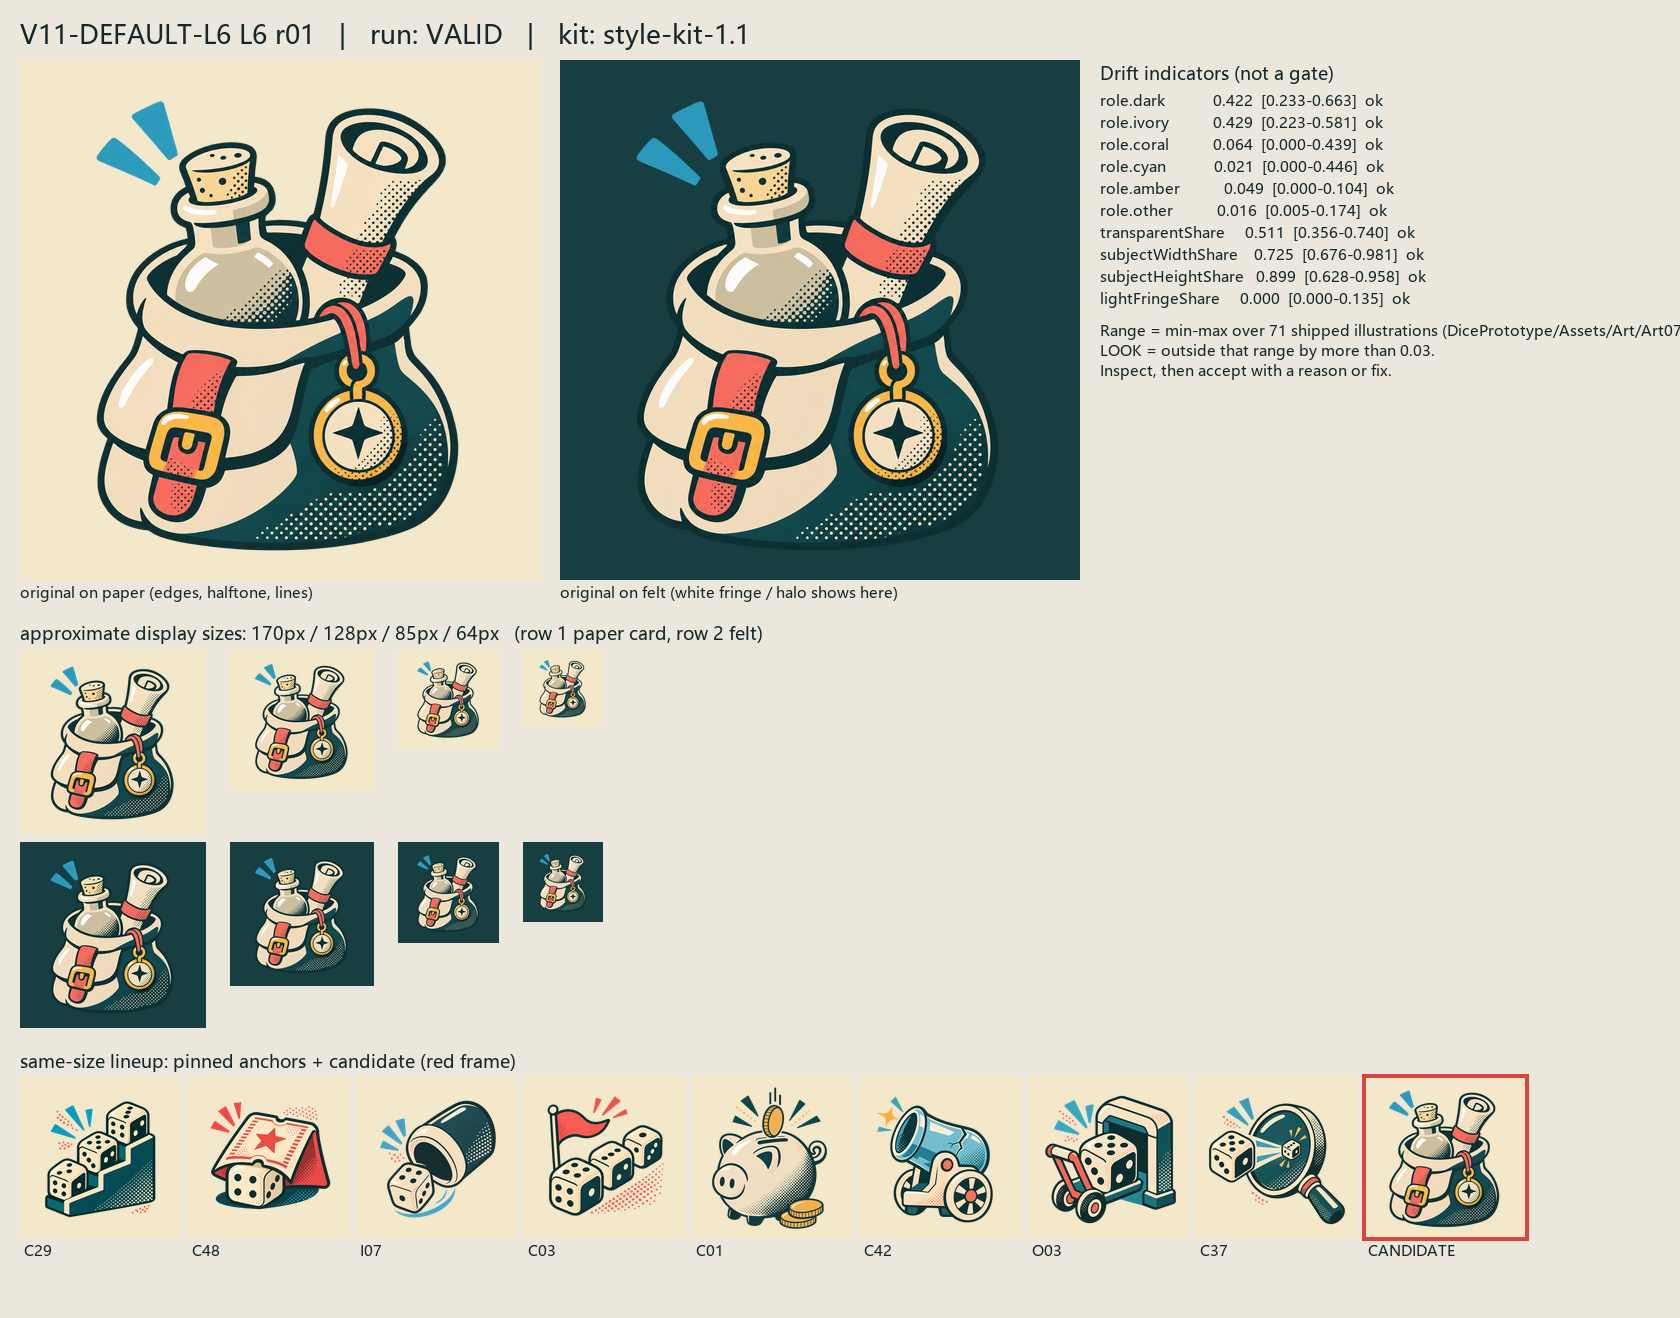 V11-DEFAULT-L6 L6 r01 | run: VALID | kit: style-kit-1.1
Drift indicators (not a gate)
role.dark 0.422 [0.233-0.663] ok
role.ivory 0.429 [0.223-0.581] ok
role.coral 0.064 [0.000-0.439] ok
role.cyan 0.021 [0.000-0.446] ok
role.amber 0.049 [0.000-0.104] ok
role.other 0.016 [0.005-0.174] ok
transparentShare 0.511 [0.356-0.740] ok
subjectWidthShare 0.725 [0.676-0.981] ok
subjectHeightShare 0.899 [0.628-0.958] ok
lightFringeShare 0.000 [0.000-0.135] ok
Range = min-max over 71 shipped illustrations (DicePrototype/Assets/Art/Art07
LOOK = outside that range by more than 0.03.
Inspect, then accept with a reason or fix.
original on paper (edges, halftone, lines)
original on felt (white fringe / halo shows here)
approximate display sizes: 170px / 128px / 85px / 64px (row 1 paper card, row 2 felt)
same-size lineup: pinned anchors + candidate (red frame)
C29 C48 I07 C03 C01 C42 O03 C37 CANDIDATE